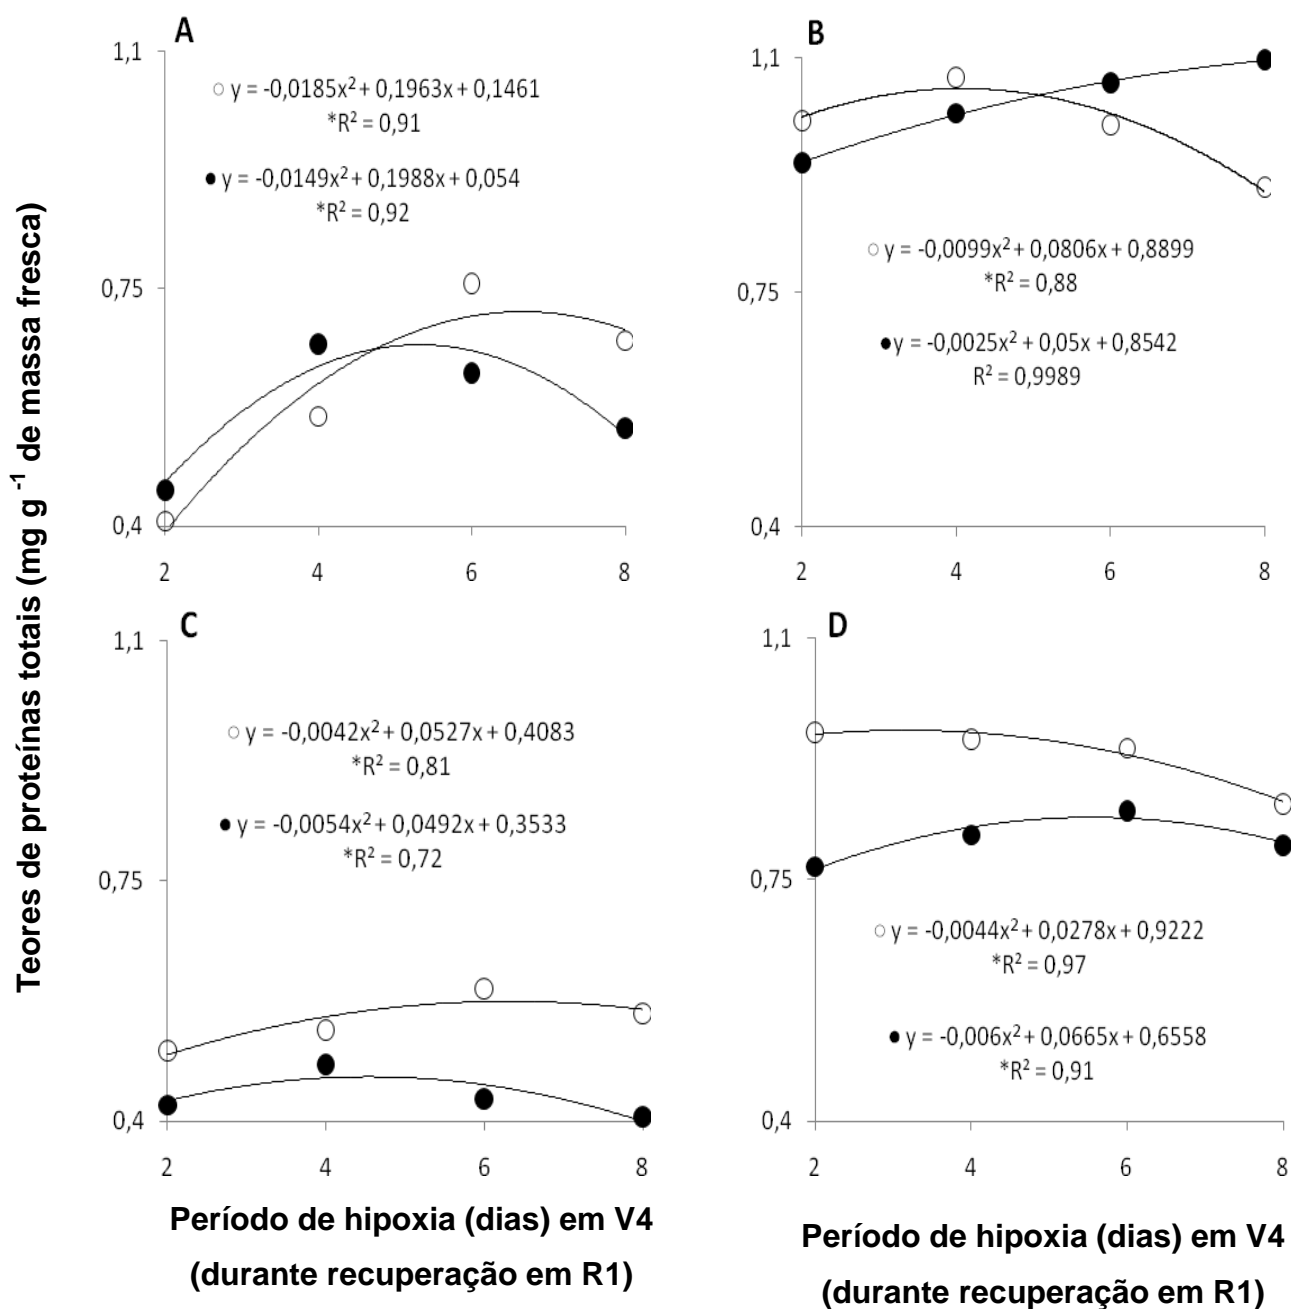 Teores de proteínas totais (mg g⁻¹ de massa fresca)
A
1,1
y = -0,0185x² + 0,1963x + 0,1461
*R² = 0,91
y = -0,0149x² + 0,1988x + 0,054
*R² = 0,92
0,75
0,4
2 4 6 8
B
1,1
y = -0,0099x² + 0,0806x + 0,8899
*R² = 0,88
0,75
y = -0,0025x² + 0,05x + 0,8542
R² = 0,9989
0,4
2 4 6 8
C
1,1
y = -0,0042x² + 0,0527x + 0,4083
*R² = 0,81
y = -0,0054x² + 0,0492x + 0,3533
*R² = 0,72
0,75
0,4
2 4 6 8
Período de hipoxia (dias) em V4
(durante recuperação em R1)
D
1,1
0,75
y = -0,0044x² + 0,0278x + 0,9222
*R² = 0,97
y = -0,006x² + 0,0665x + 0,6558
*R² = 0,91
0,4
2 4 6 8
Período de hipoxia (dias) em V4
(durante recuperação em R1)